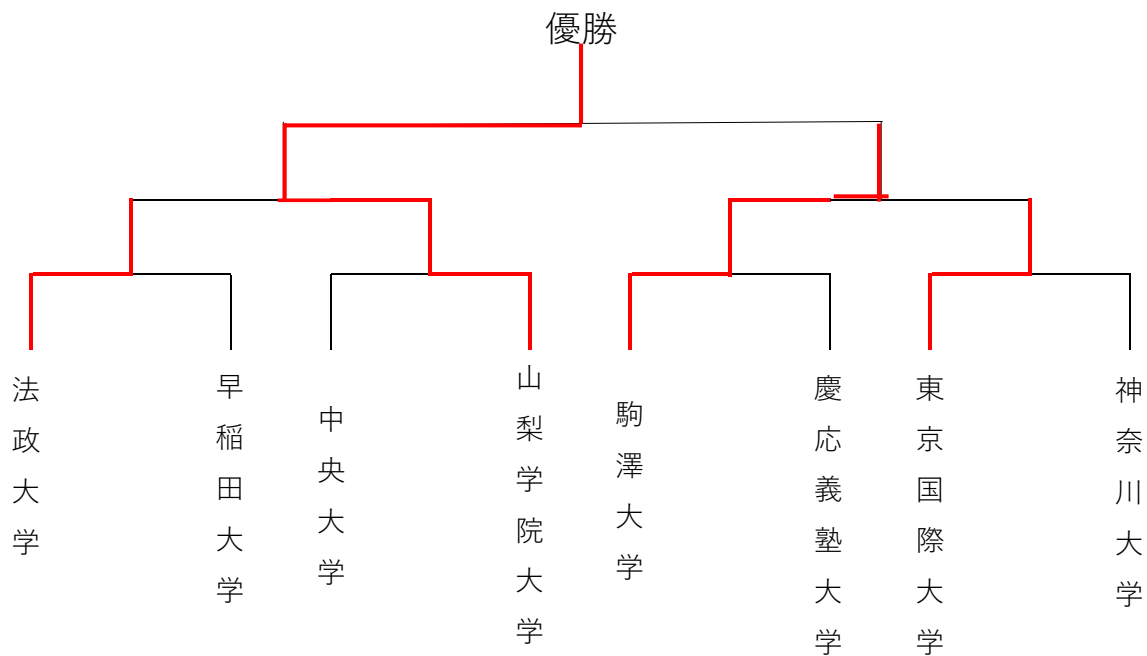 優勝
法政大学
早稲田大学
中央大学
山梨学院大学
駒澤大学
慶応義塾大学
東京国際大学
神奈川大学